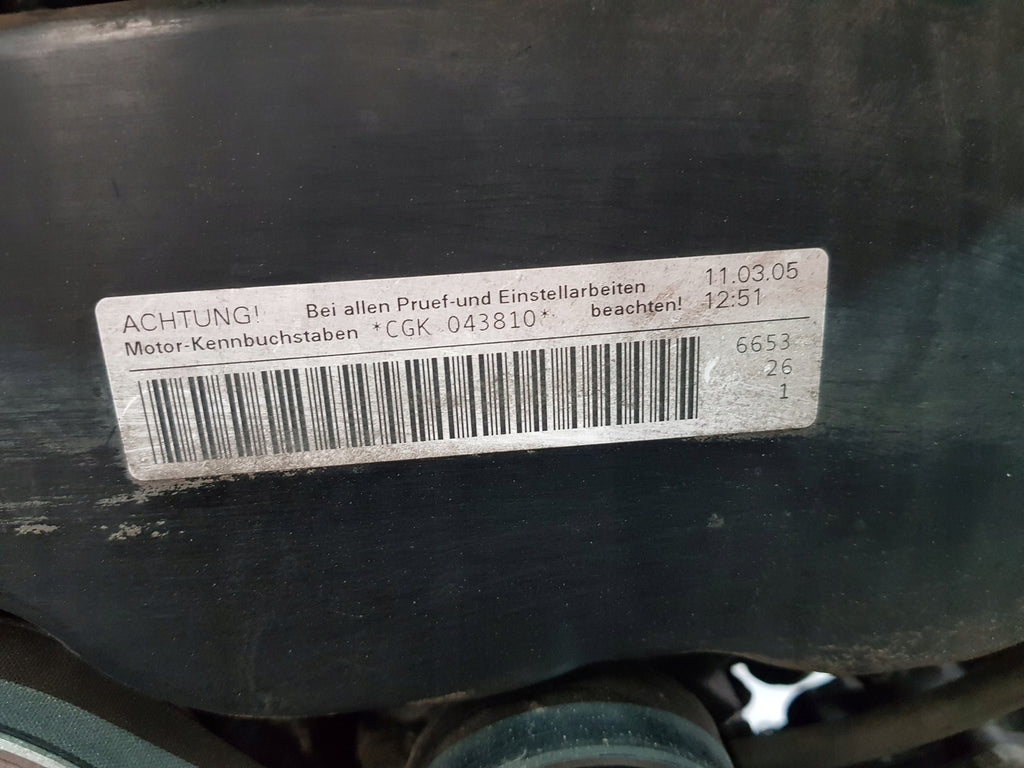 ACHTUNG! Bei allen Pruef-und Einstellarbeiten 11.03.05
Motor-Kennbuchstaben *CGK 043810* beachten! 12:51
6653
26
1